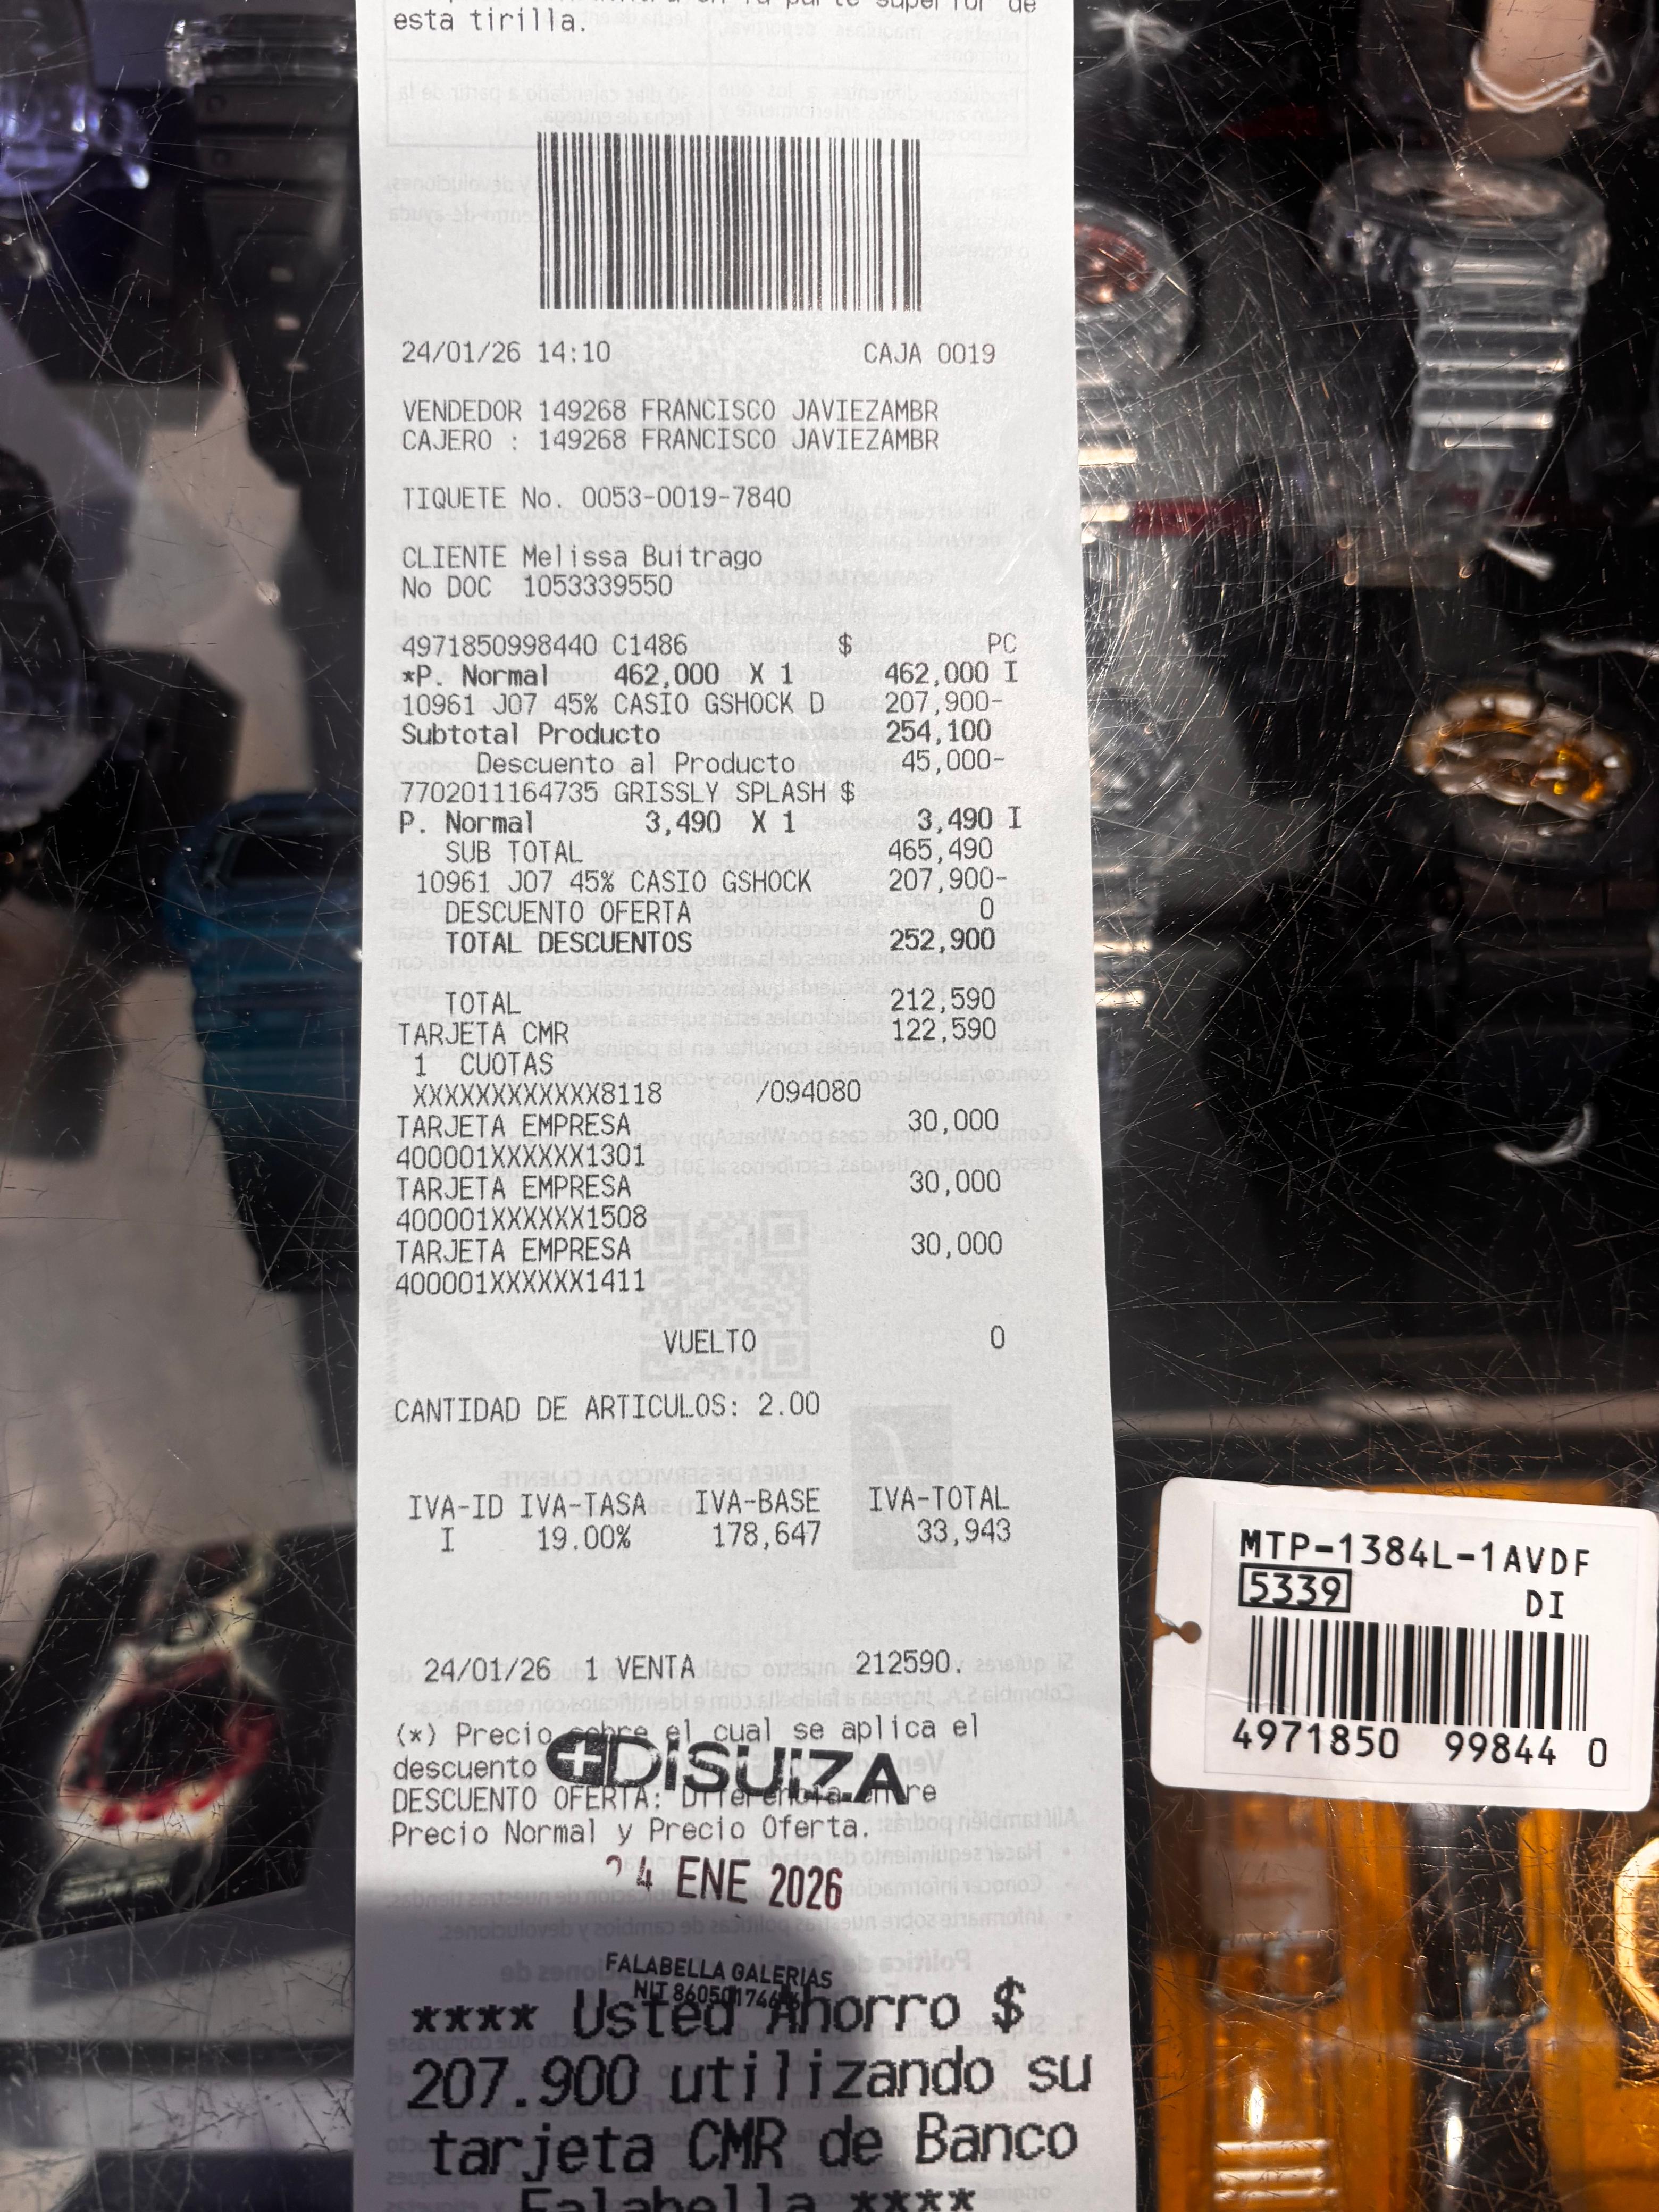 esta tirilla.
24/01/26 14:10 CAJA 0019
VENDEDOR 149268 FRANCISCO JAVIEZAMBR
CAJERO : 149268 FRANCISCO JAVIEZAMBR
TIQUETE No. 0053-0019-7840
CLIENTE Melissa Buitrago
No DOC 1053339550
4971850998440 C1486 $ PC
*P. Normal 462,000 X 1 462,000 I
10961 J07 45% CASIO GSHOCK D 207,900-
Subtotal Producto 254,100
Descuento al Producto 45,000-
7702011164735 GRISSLY SPLASH $
P. Normal 3,490 X 1 3,490 I
SUB TOTAL 465,490
10961 J07 45% CASIO GSHOCK 207,900-
DESCUENTO OFERTA 0
TOTAL DESCUENTOS 252,900
TOTAL 212,590
TARJETA CMR 122,590
1 CUOTAS
XXXXXXXXXXXX8118 /094080
TARJETA EMPRESA 30,000
400001XXXXXX1301
TARJETA EMPRESA 30,000
400001XXXXXX1508
TARJETA EMPRESA 30,000
400001XXXXXX1411
VUELTO 0
CANTIDAD DE ARTICULOS: 2.00
IVA-ID IVA-TASA IVA-BASE IVA-TOTAL
I 19.00% 178,647 33,943
24/01/26 1 VENTA 212590.
(*) Precio sobre el cual se aplica el
descuento
DISUIZA
DESCUENTO OFERTA: Diferencia entre
Precio Normal y Precio Oferta.
24 ENE 2026
FALABELLA GALERIAS
NIT
**** Usted Ahorro $
207.900 utilizando su
tarjeta CMR de Banco
Falabella ****
MTP-1384L-1AVDF
5339 DI
4971850 99844 0